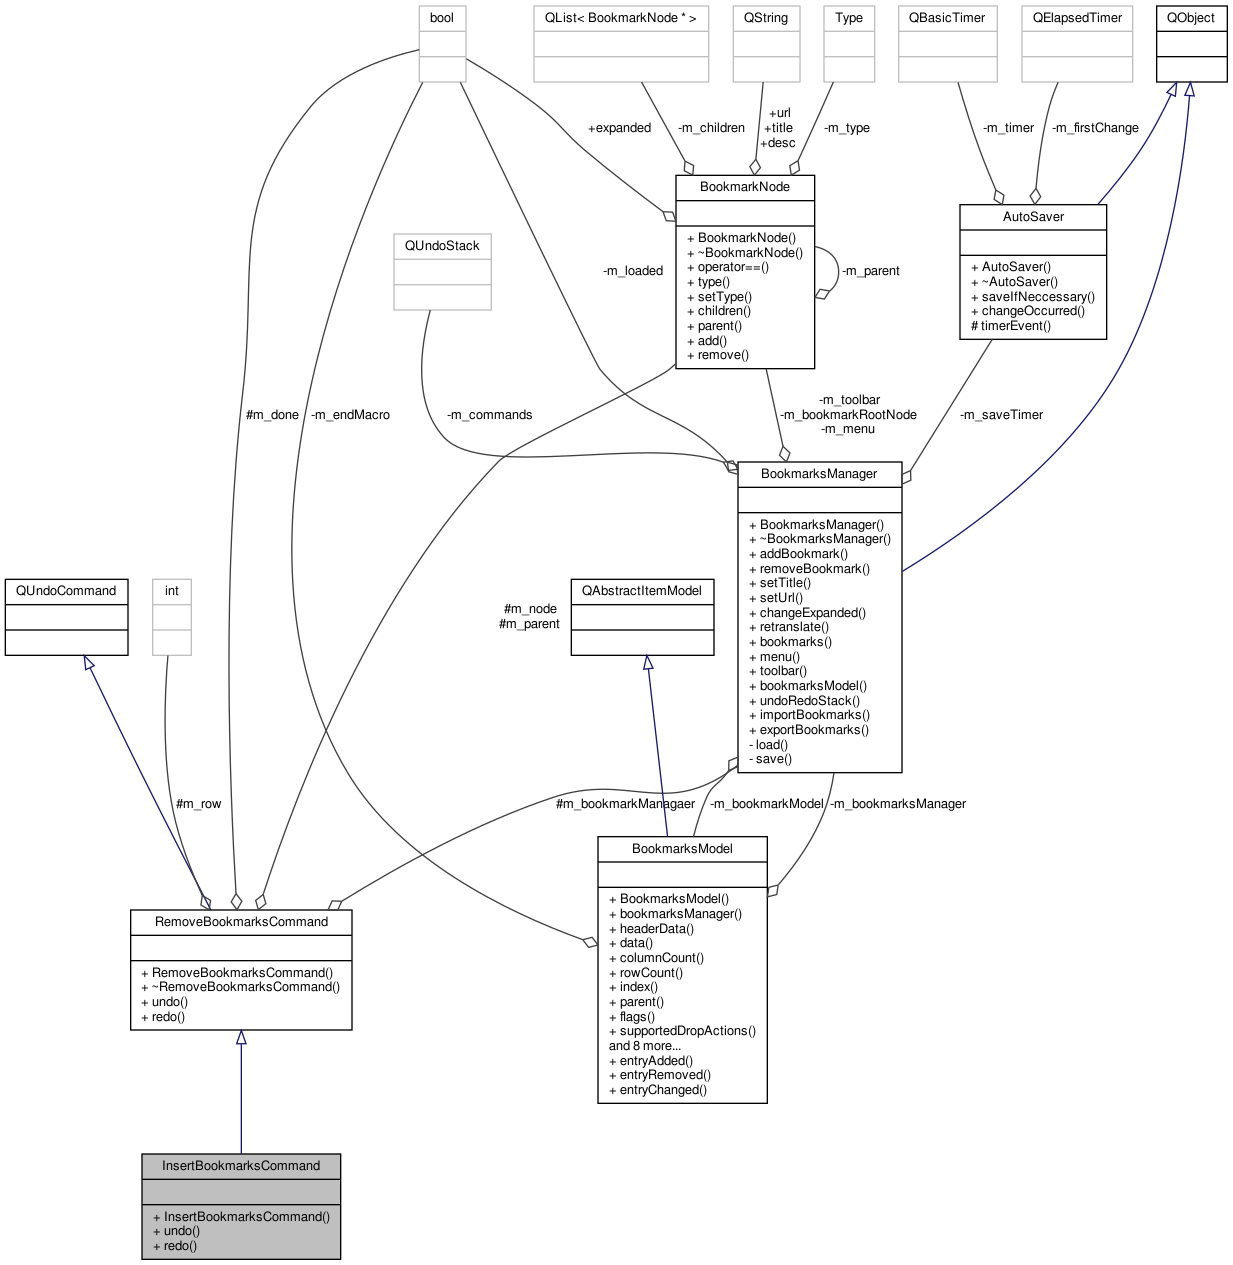 bool
QList< BookmarkNode * >
QString
Type
QBasicTimer
QElapsedTimer
QObject
+expanded
-m_children
+url
+title
+desc
-m_type
-m_timer
-m_firstChange
BookmarkNode
+ BookmarkNode()
+ ~BookmarkNode()
+ operator==()
+ type()
+ setType()
+ children()
+ parent()
+ add()
+ remove()
AutoSaver
+ AutoSaver()
+ ~AutoSaver()
+ saveIfNeccessary()
+ changeOccurred()
# timerEvent()
QUndoStack
-m_loaded
-m_parent
#m_done
-m_endMacro
-m_commands
-m_toolbar
-m_bookmarkRootNode
-m_menu
-m_saveTimer
BookmarksManager
+ BookmarksManager()
+ ~BookmarksManager()
+ addBookmark()
+ removeBookmark()
+ setTitle()
+ setUrl()
+ changeExpanded()
+ retranslate()
+ bookmarks()
+ menu()
+ toolbar()
+ bookmarksModel()
+ undoRedoStack()
+ importBookmarks()
+ exportBookmarks()
- load()
- save()
QUndoCommand
int
#m_node
#m_parent
QAbstractItemModel
#m_row
#m_bookmarkManagaer
-m_bookmarkModel
-m_bookmarksManager
BookmarksModel
+ BookmarksModel()
+ bookmarksManager()
+ headerData()
+ data()
+ columnCount()
+ rowCount()
+ index()
+ parent()
+ flags()
+ supportedDropActions()
and 8 more...
+ entryAdded()
+ entryRemoved()
+ entryChanged()
RemoveBookmarksCommand
+ RemoveBookmarksCommand()
+ ~RemoveBookmarksCommand()
+ undo()
+ redo()
InsertBookmarksCommand
+ InsertBookmarksCommand()
+ undo()
+ redo()